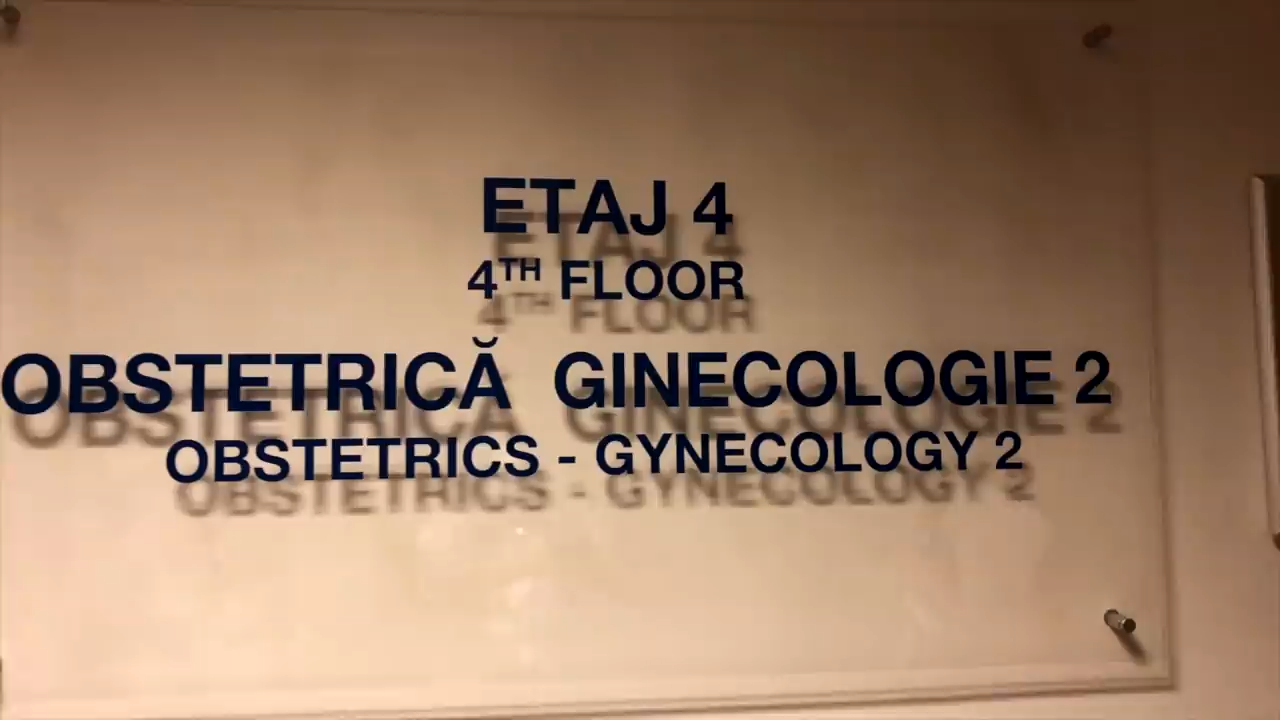 ETAJ 4
4TH FLOOR
OBSTETRICĂ GINECOLOGIE 2
OBSTETRICS - GYNECOLOGY 2